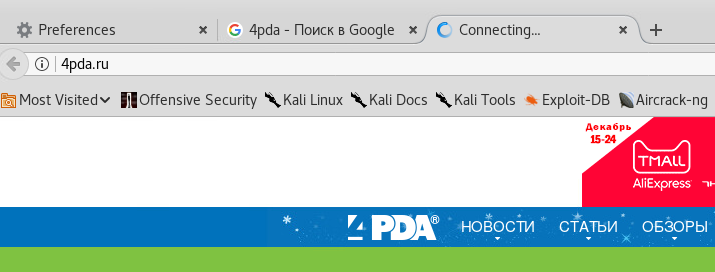 Preferences 4pda - Поиск в Google Connecting...
4pda.ru
Most Visited Offensive Security Kali Linux Kali Docs Kali Tools Exploit-DB Aircrack-ng
Декабрь
15-24
TMALL
AliExpress
4PDA® НОВОСТИ СТАТЬИ ОБЗОРЫ